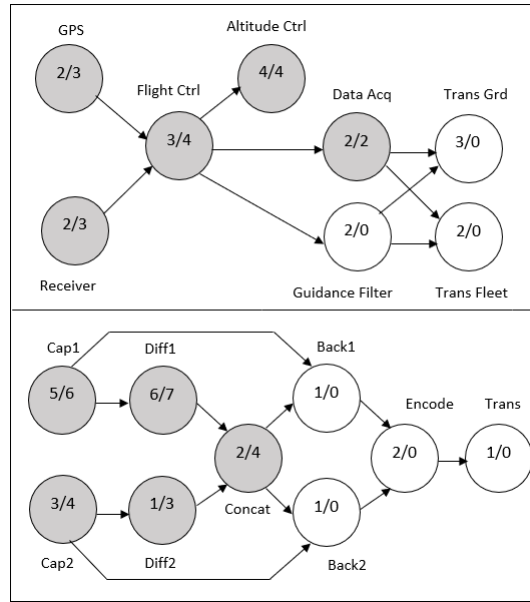 GPS
Altitude Ctrl
2/3
4/4
Flight Ctrl
Data Acq
Trans Grd
3/4
2/2
3/0
2/3
2/0
2/0
Receiver
Guidance Filter
Trans Fleet
Cap1
Diff1
Back1
5/6
6/7
1/0
Encode
Trans
2/4
2/0
1/0
3/4
1/3
Concat
1/0
Cap2
Diff2
Back2